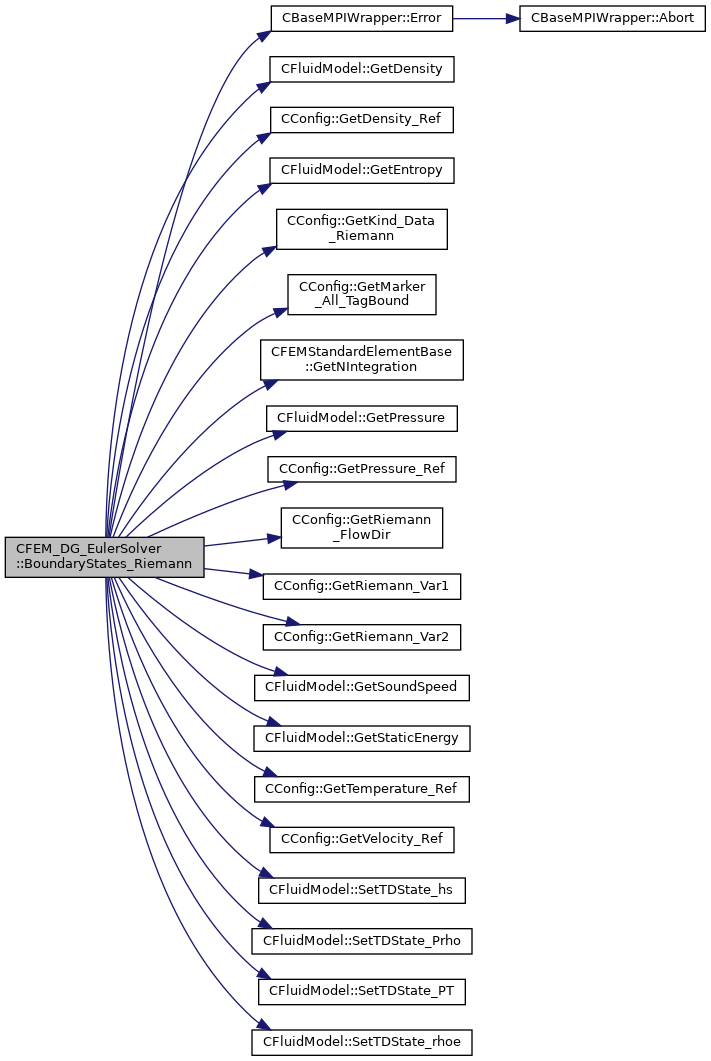 CBaseMPIWrapper::Error
CBaseMPIWrapper::Abort
CFluidModel::GetDensity
CConfig::GetDensity_Ref
CFluidModel::GetEntropy
CConfig::GetKind_Data
_Riemann
CConfig::GetMarker
_All_TagBound
CFEMStandardElementBase
::GetNIntegration
CFluidModel::GetPressure
CConfig::GetPressure_Ref
CConfig::GetRiemann
_FlowDir
CFEM_DG_EulerSolver
::BoundaryStates_Riemann
CConfig::GetRiemann_Var1
CConfig::GetRiemann_Var2
CFluidModel::GetSoundSpeed
CFluidModel::GetStaticEnergy
CConfig::GetTemperature_Ref
CConfig::GetVelocity_Ref
CFluidModel::SetTDState_hs
CFluidModel::SetTDState_Prho
CFluidModel::SetTDState_PT
CFluidModel::SetTDState_rhoe